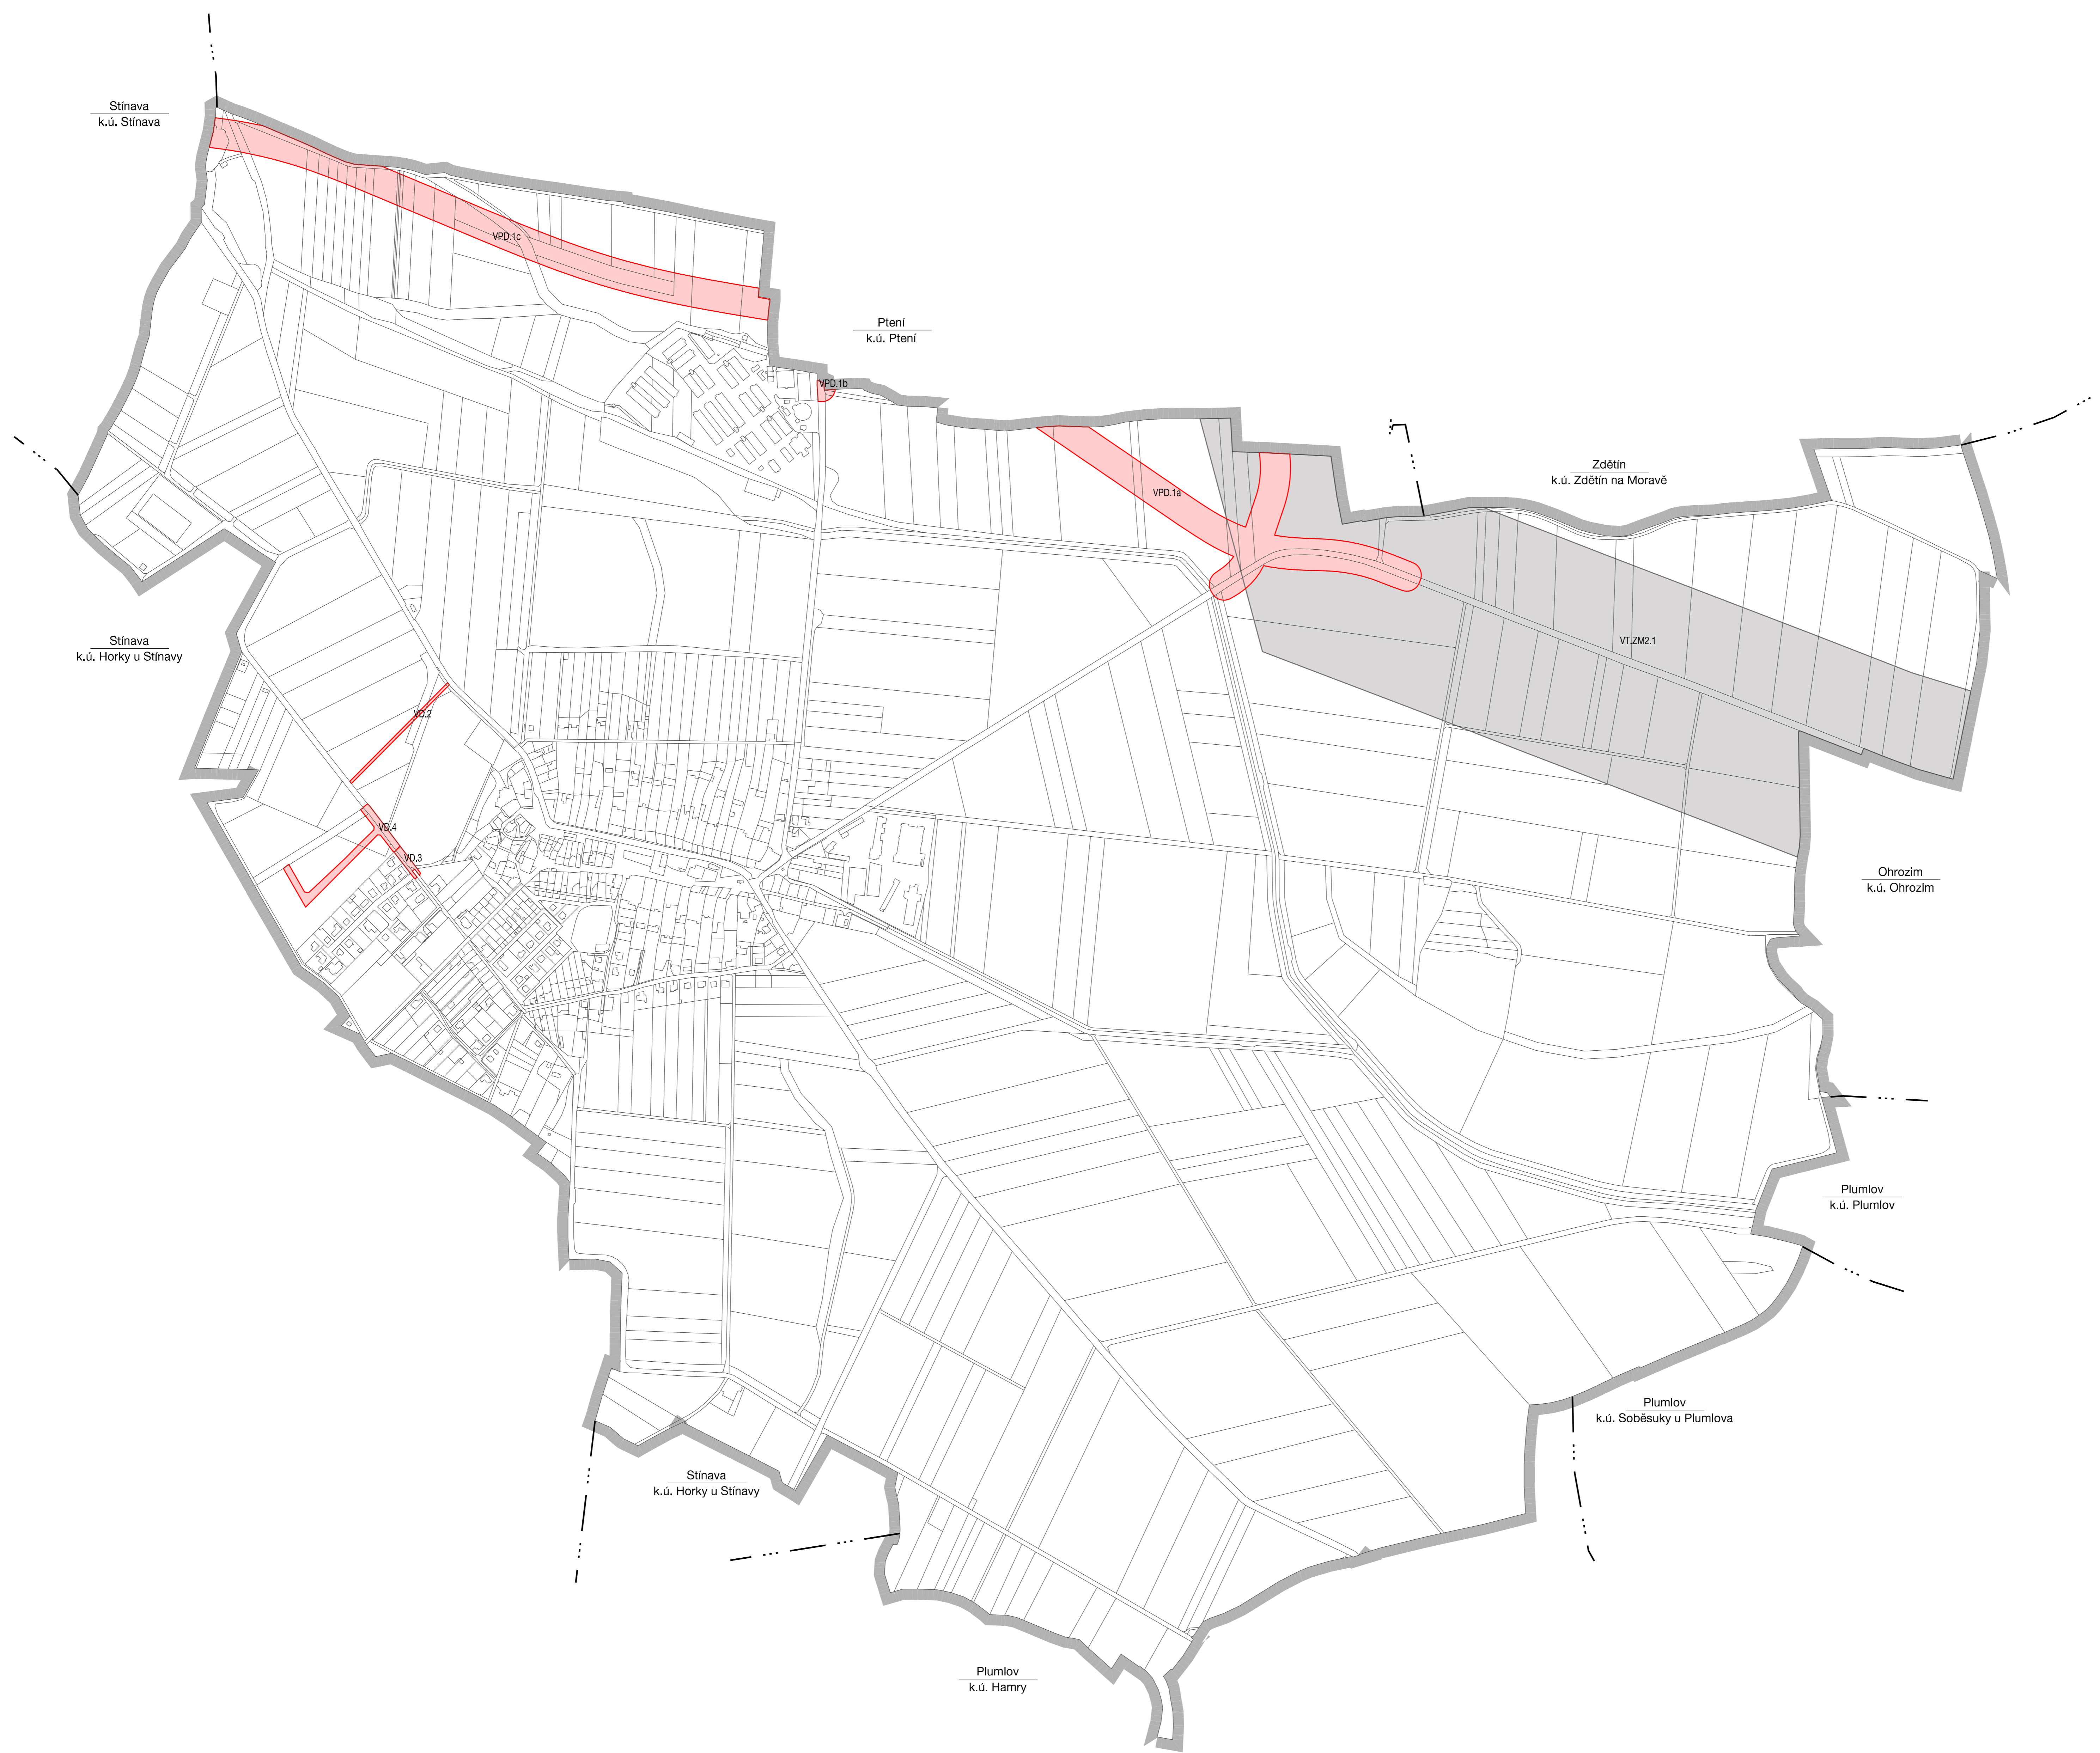 Stínava
k.ú. Stínava
VPD.1c
Ptení
k.ú. Ptení
VPD.1b
Zdětín
k.ú. Zdětín na Moravě
VPD.1a
Stínava
k.ú. Horky u Stínavy
VT.ZM2.1
VD.2
VD.4
VD.3
Ohrozim
k.ú. Ohrozim
Plumlov
k.ú. Plumlov
Plumlov
k.ú. Soběsuky u Plumlova
Stínava
k.ú. Horky u Stínavy
Plumlov
k.ú. Hamry